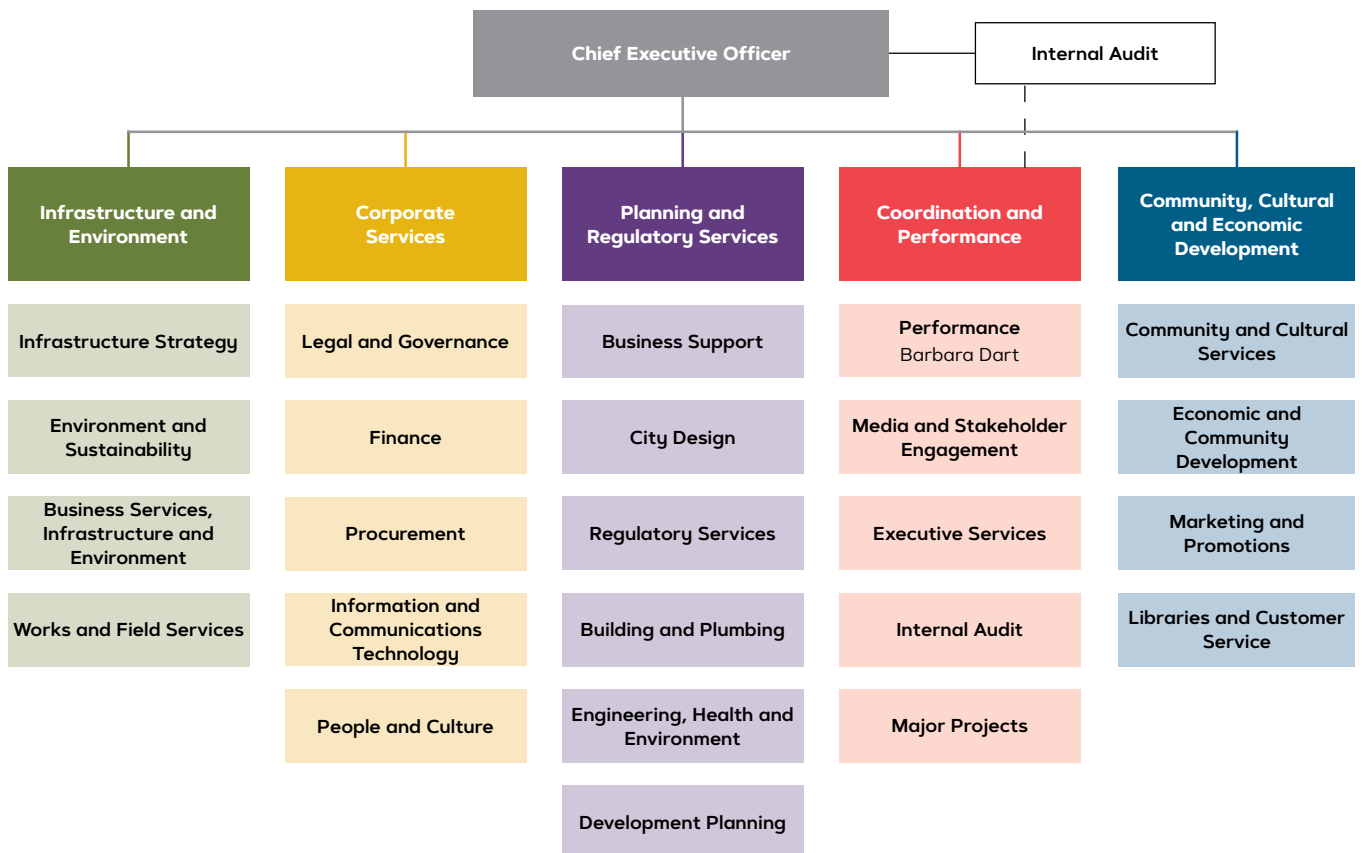 Chief Executive Officer
Internal Audit
Infrastructure and
Environment
Corporate
Services
Planning and
Regulatory Services
Coordination and
Performance
Community, Cultural
and Economic
Development
Infrastructure Strategy
Environment and
Sustainability
Business Services,
Infrastructure and
Environment
Works and Field Services
Legal and Governance
Finance
Procurement
Information and
Communications
Technology
People and Culture
Business Support
City Design
Regulatory Services
Building and Plumbing
Engineering, Health and
Environment
Development Planning
Performance
Barbara Dart
Media and Stakeholder
Engagement
Executive Services
Internal Audit
Major Projects
Community and Cultural
Services
Economic and
Community
Development
Marketing and
Promotions
Libraries and Customer
Service